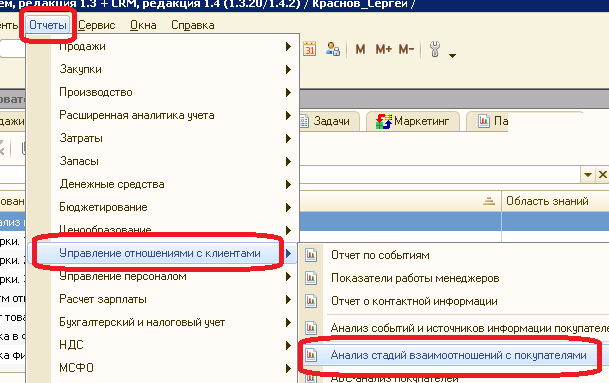 ем, редакция 1.3 + CRM, редакция 1.4 (1.3.20/1.4.2) / Краснов_Сергей /
Отчеты Сервис Окна Справка
M M+ M-
Продажи
Закупки
Производство
Расширенная аналитика учета
Задачи Маркетинг
Затраты
Запасы
Денежные средства
Бюджетирование
Область знаний
Ценообразование
Управление отношениями с клиентами
Отчет по событиям
Управление персоналом
Показатели работы менеджеров
Расчет зарплаты
Отчет о контактной информации
Бухгалтерский и налоговый учет
Анализ событий и источников информации покупателе
НДС
Анализ стадий взаимоотношений с покупателями
МСФО
ABC-анализ покупателей